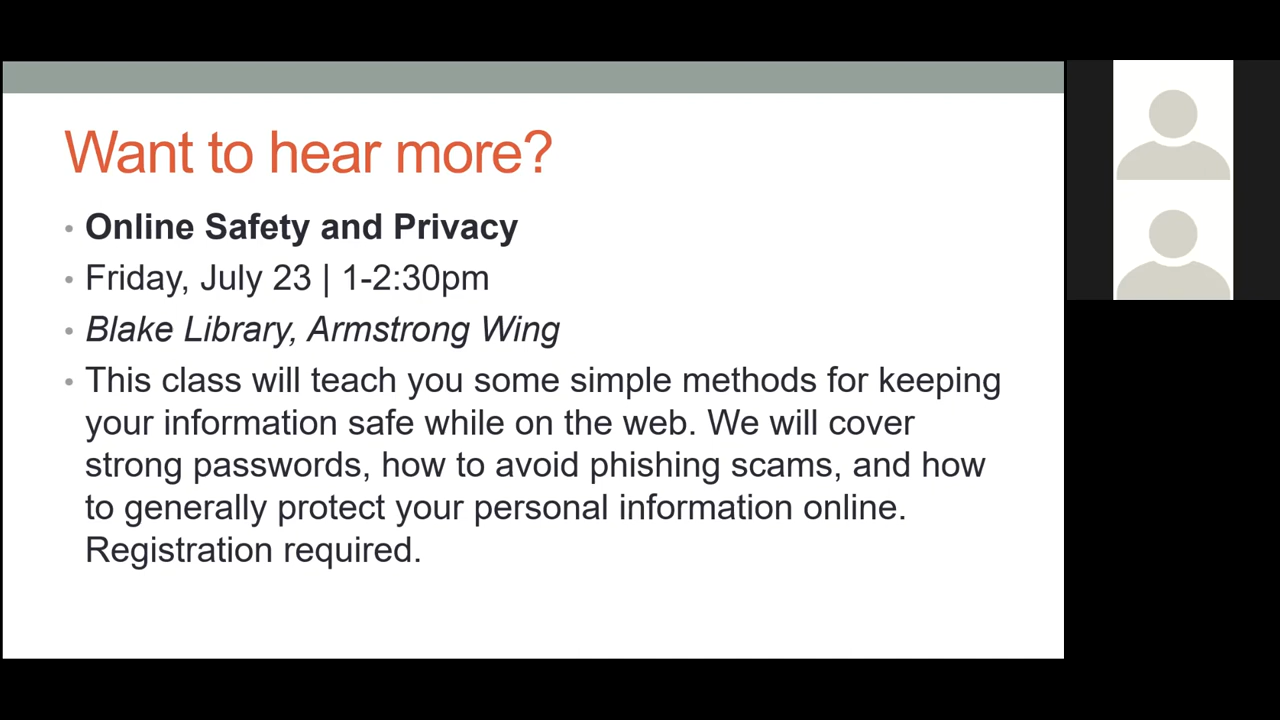 Want to hear more?
• Online Safety and Privacy
• Friday, July 23 | 1-2:30pm
• Blake Library, Armstrong Wing
• This class will teach you some simple methods for keeping
your information safe while on the web. We will cover
strong passwords, how to avoid phishing scams, and how
to generally protect your personal information online.
Registration required.